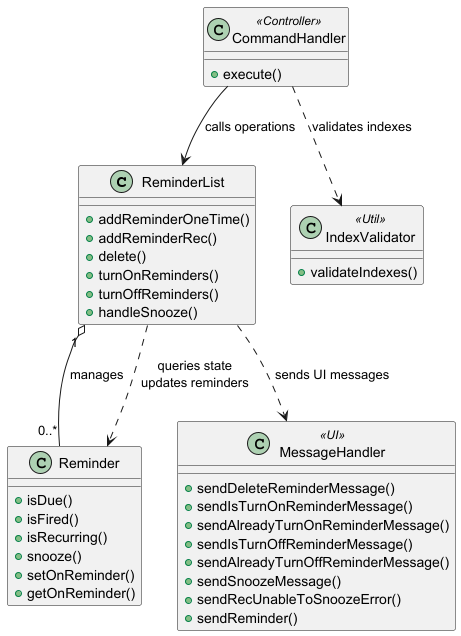 C
«Controller»
CommandHandler
execute()
calls operations
validates indexes
C
ReminderList
addReminderOneTime()
addReminderRec()
delete()
turnOnReminders()
turnOffReminders()
handleSnooze()
C
«Util»
IndexValidator
validateIndexes()
1
manages
0..*
queries state
updates reminders
sends UI messages
C
Reminder
isDue()
isFired()
isRecurring()
snooze()
setOnReminder()
getOnReminder()
C
«UI»
MessageHandler
sendDeleteReminderMessage()
sendIsTurnOnReminderMessage()
sendAlreadyTurnOnReminderMessage()
sendIsTurnOffReminderMessage()
sendAlreadyTurnOffReminderMessage()
sendSnoozeMessage()
sendRecUnableToSnoozeError()
sendReminder()